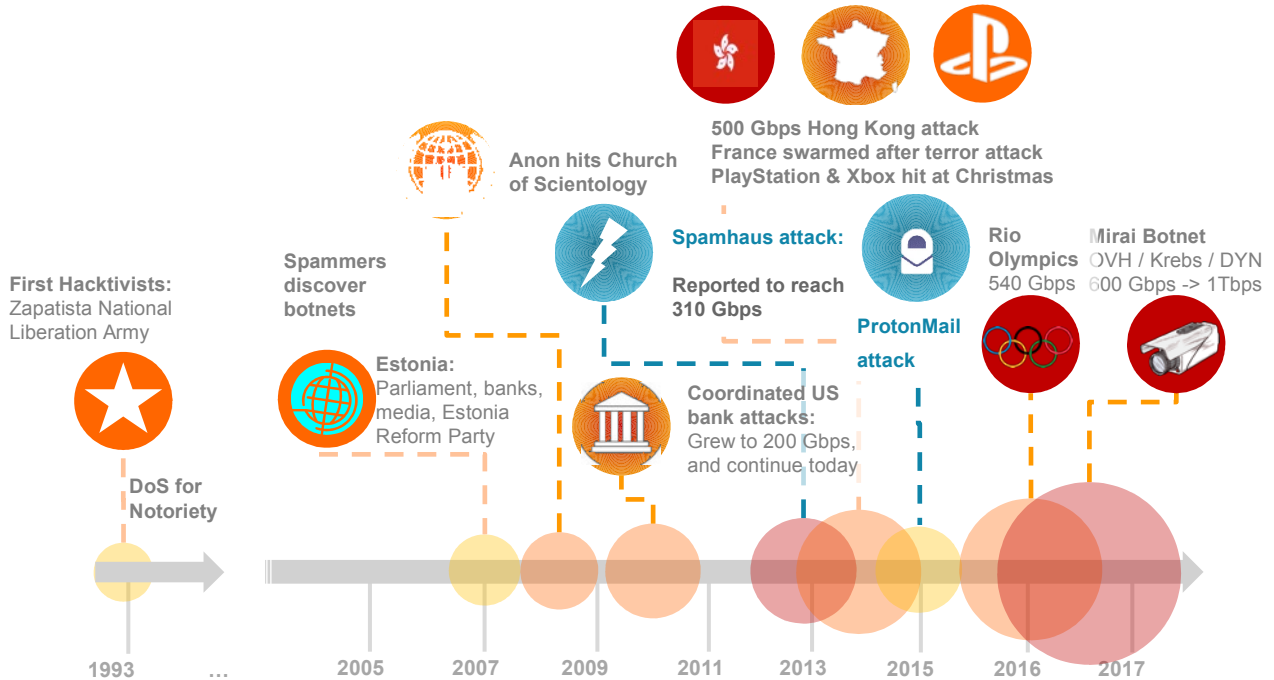 500 Gbps Hong Kong attack
France swarmed after terror attack
PlayStation & Xbox hit at Christmas
Anon hits Church
of Scientology
Spamhaus attack:
Reported to reach
310 Gbps
Rio
Olympics
540 Gbps
Mirai Botnet
OVH / Krebs / DYN
600 Gbps -> 1Tbps
First Hacktivists:
Zapatista National
Liberation Army
Spammers
discover
botnets
ProtonMail
attack
Estonia:
Parliament, banks,
media, Estonia
Reform Party
Coordinated US
bank attacks:
Grew to 200 Gbps,
and continue today
DoS for
Notoriety
1993 ... 2005 2007 2009 2011 2013 2015 2016 2017